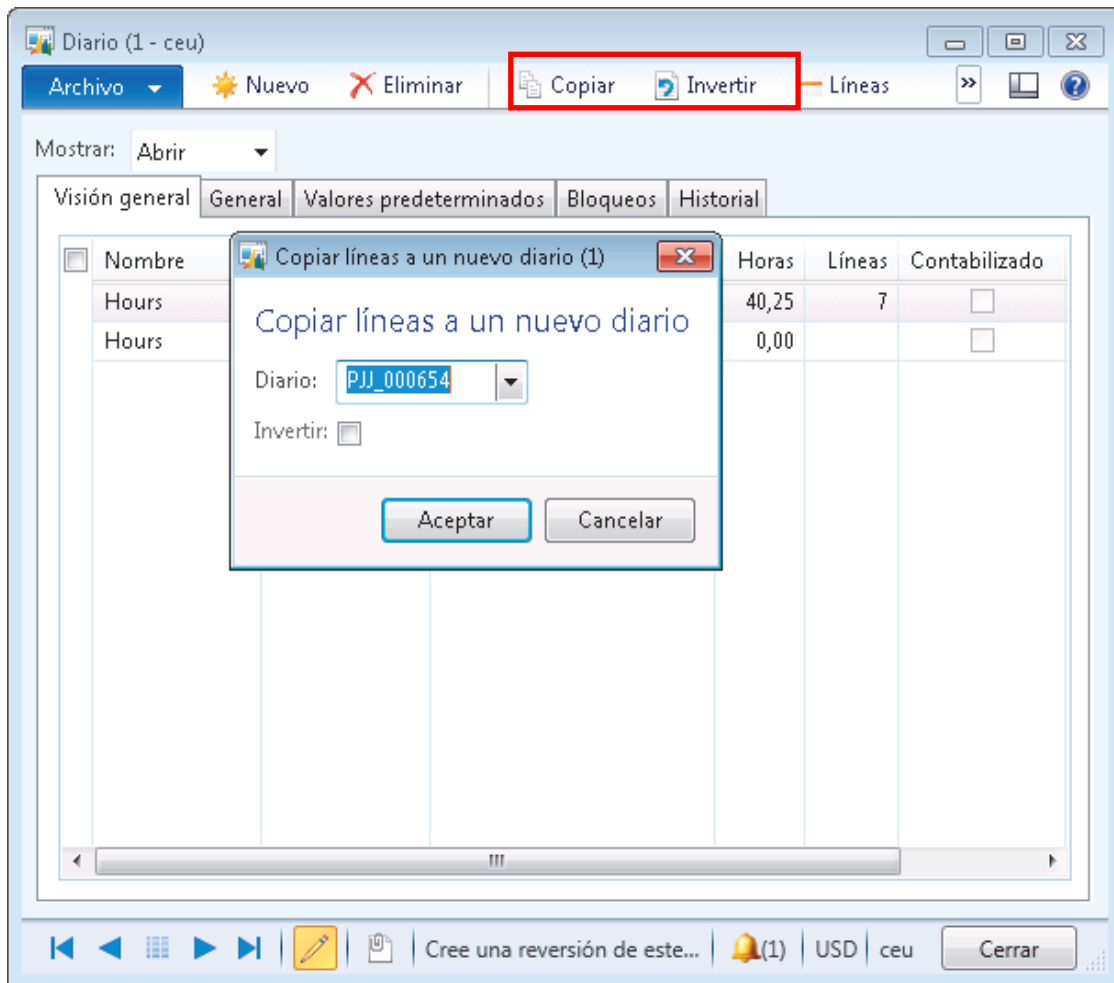 Diario (1 - ceu)
Archivo Nuevo Eliminar Copiar Invertir Líneas »
Mostrar: Abrir
Visión general General Valores predeterminados Bloqueos Historial
Nombre Horas Líneas Contabilizado
Hours 40,25 7
Hours 0,00
Copiar líneas a un nuevo diario (1)
Copiar líneas a un nuevo diario
Diario: PJJ_000654
Invertir:
Aceptar Cancelar
Cree una reversión de este... (1) USD ceu Cerrar